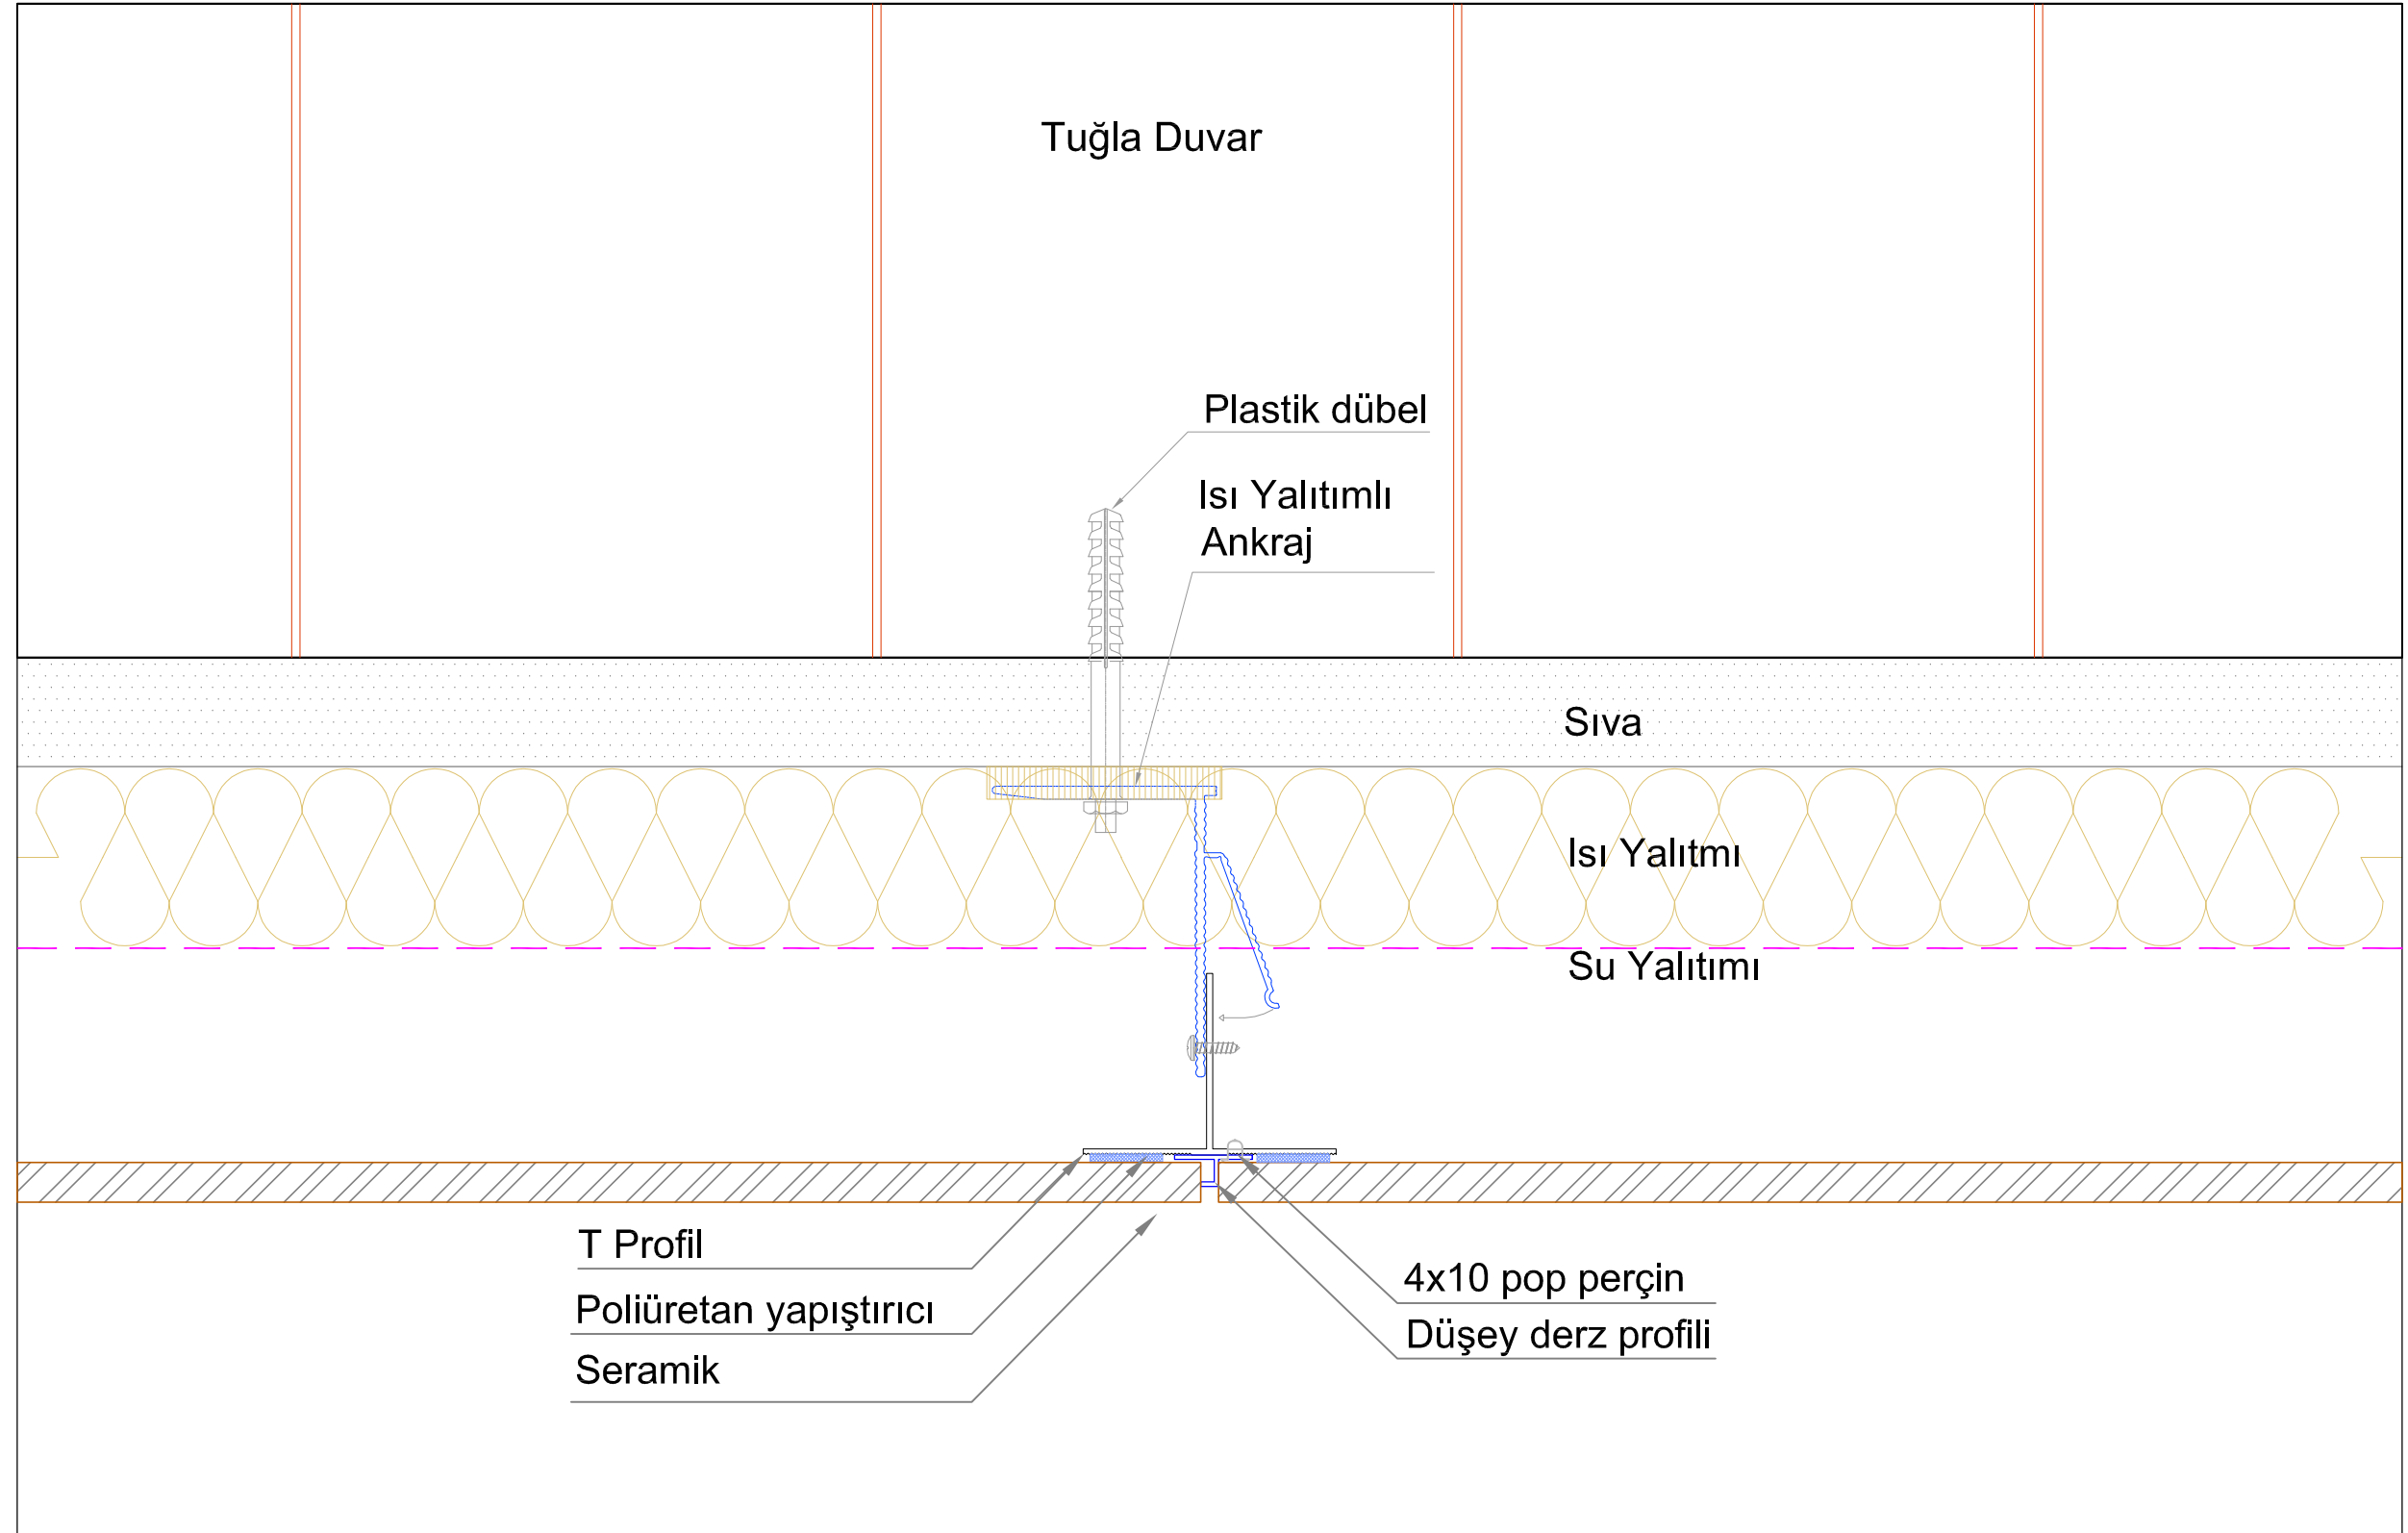 Tuğla Duvar
Plastik dübel
Isı Yalıtımlı
Ankraj
Sıva
Isı Yalıtmı
Su Yalıtımı
T Profil
Poliüretan yapıştırıcı
Seramik
4x10 pop perçin
Düşey derz profili